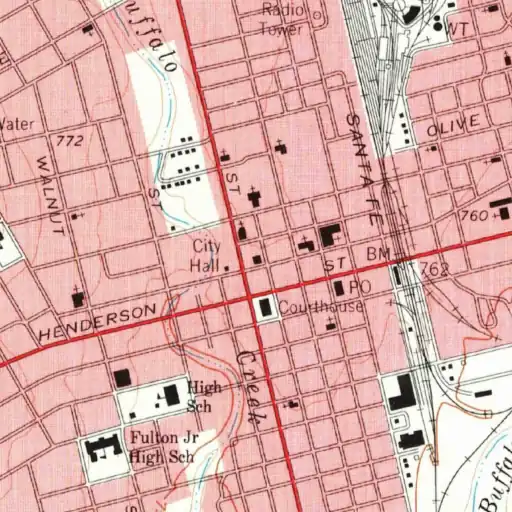 Buffalo
Radio
Tower
WT
Water
772
OLIVE
SANTA FE
WALNUT
ST
ST
760
City
Hall
ST
BM
762
PO
HENDERSON
Courthouse
Creek
High
Sch
Fulton Jr
High Sch
Buffalo
S